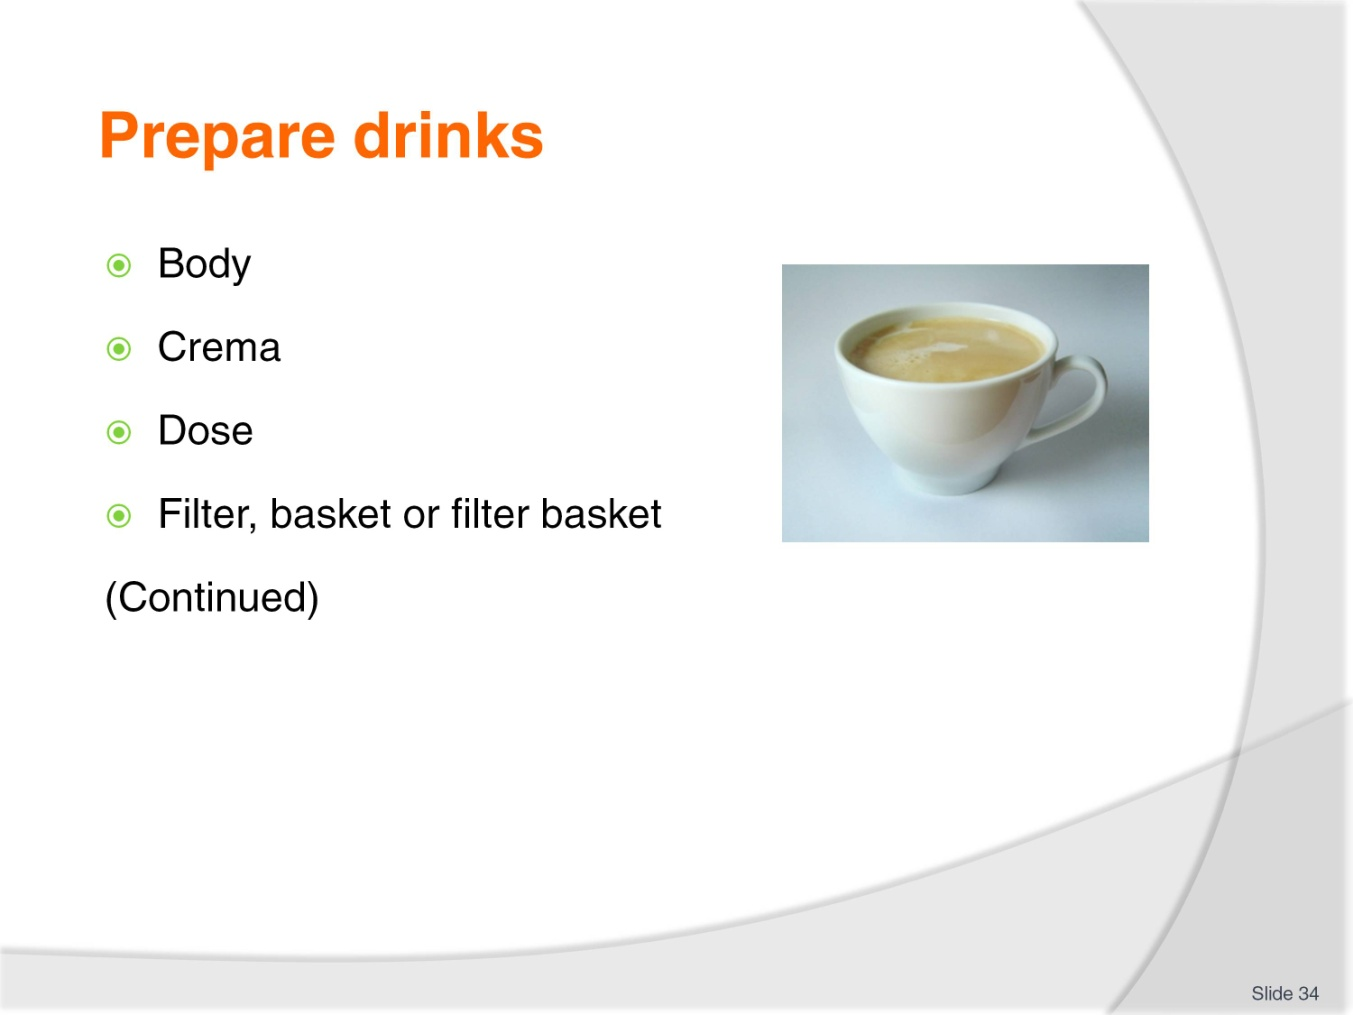 Prepare drinks
Body
Crema
Dose
Filter, basket or filter basket
(Continued)
Slide 34